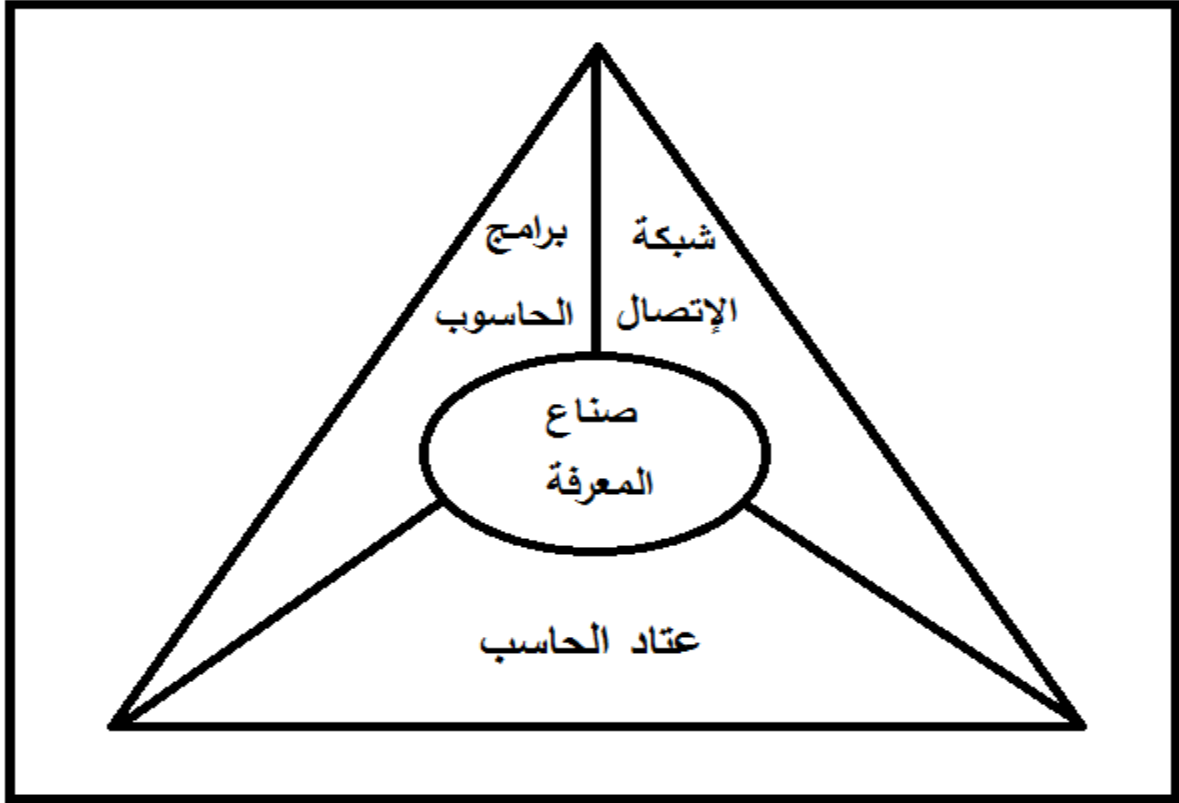 شبكة
الإتصال
برامج
الحاسوب
صناع
المعرفة
عتاد الحاسب